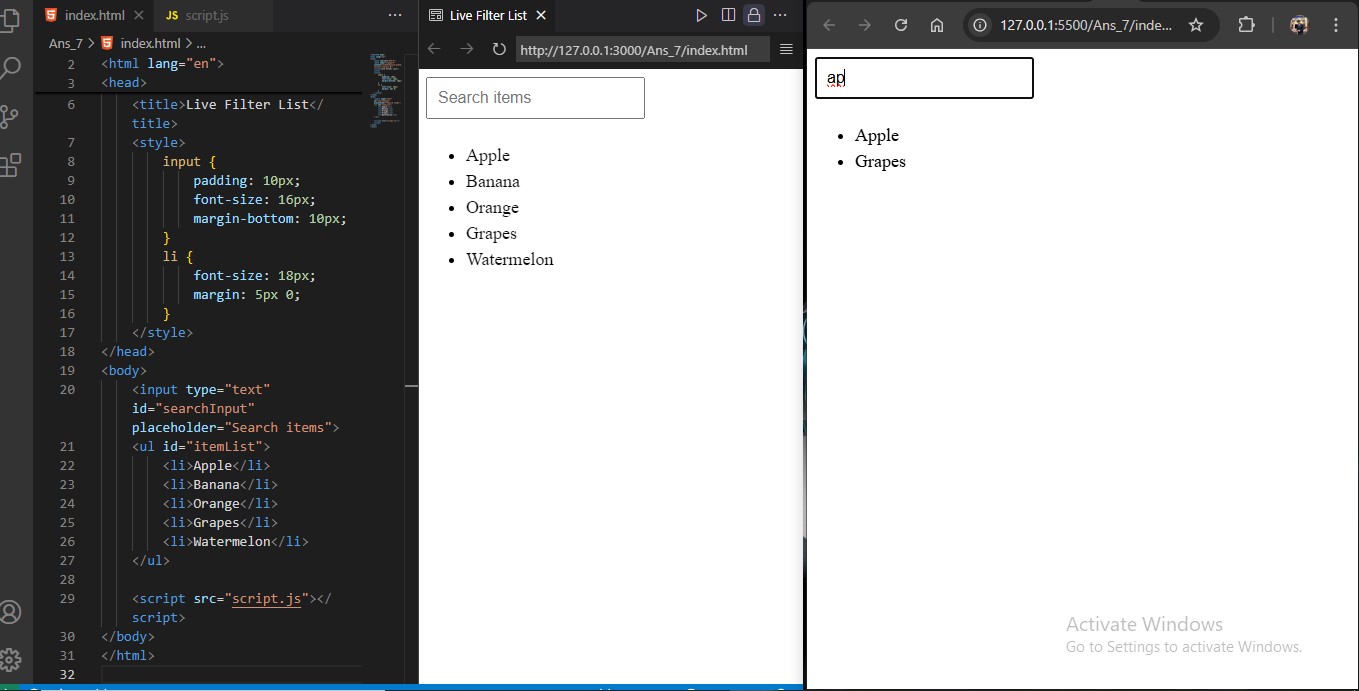 index.html
JS script.js
Ans_7 > index.html > ...
2 <html lang="en">
3 <head>
6 <title>Live Filter List</
title>
7 <style>
8 input {
9 padding: 10px;
10 font-size: 16px;
11 margin-bottom: 10px;
12 }
13 li {
14 font-size: 18px;
15 margin: 5px 0;
16 }
17 </style>
18 </head>
19 <body>
20 <input type="text"
id="searchInput"
placeholder="Search items">
21 <ul id="itemList">
22 <li>Apple</li>
23 <li>Banana</li>
24 <li>Orange</li>
25 <li>Grapes</li>
26 <li>Watermelon</li>
27 </ul>
28
29 <script src="script.js"></
script>
30 </body>
31 </html>
32
Live Filter List
http://127.0.0.1:3000/Ans_7/index.html
Search items
Apple
Banana
Orange
Grapes
Watermelon
127.0.0.1:5500/Ans_7/inde...
ap
Apple
Grapes
Activate Windows
Go to Settings to activate Windows.